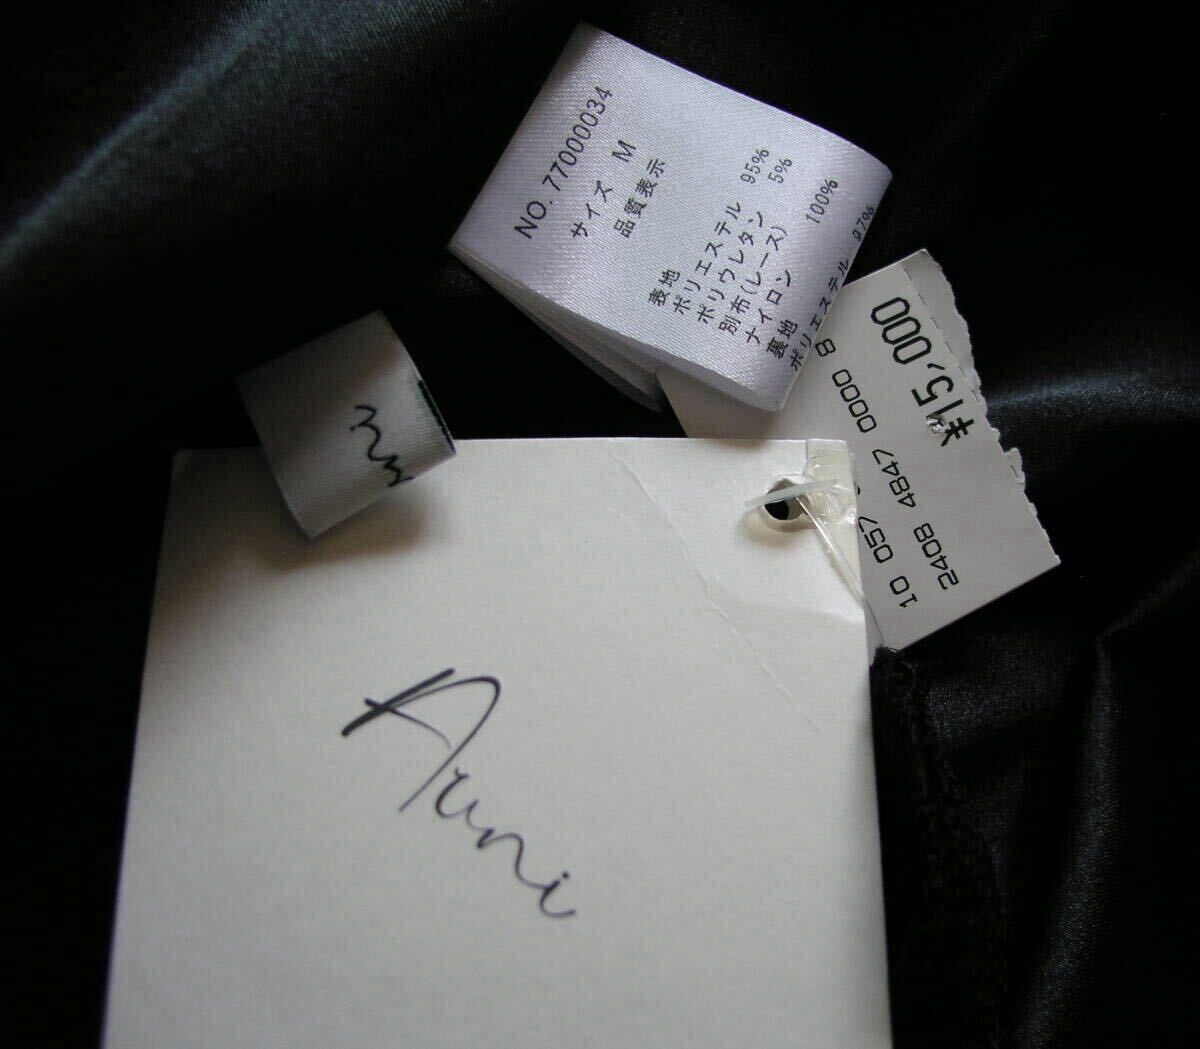 NO. 77000034
サイズ M
品質表示
表地
ポリエステル 95%
ポリウレタン 5%
別布(レース)
ナイロン 100%
裏地
ポリエステル 97%
¥15,000
2408 4847 0000 8
10 057
Aruni